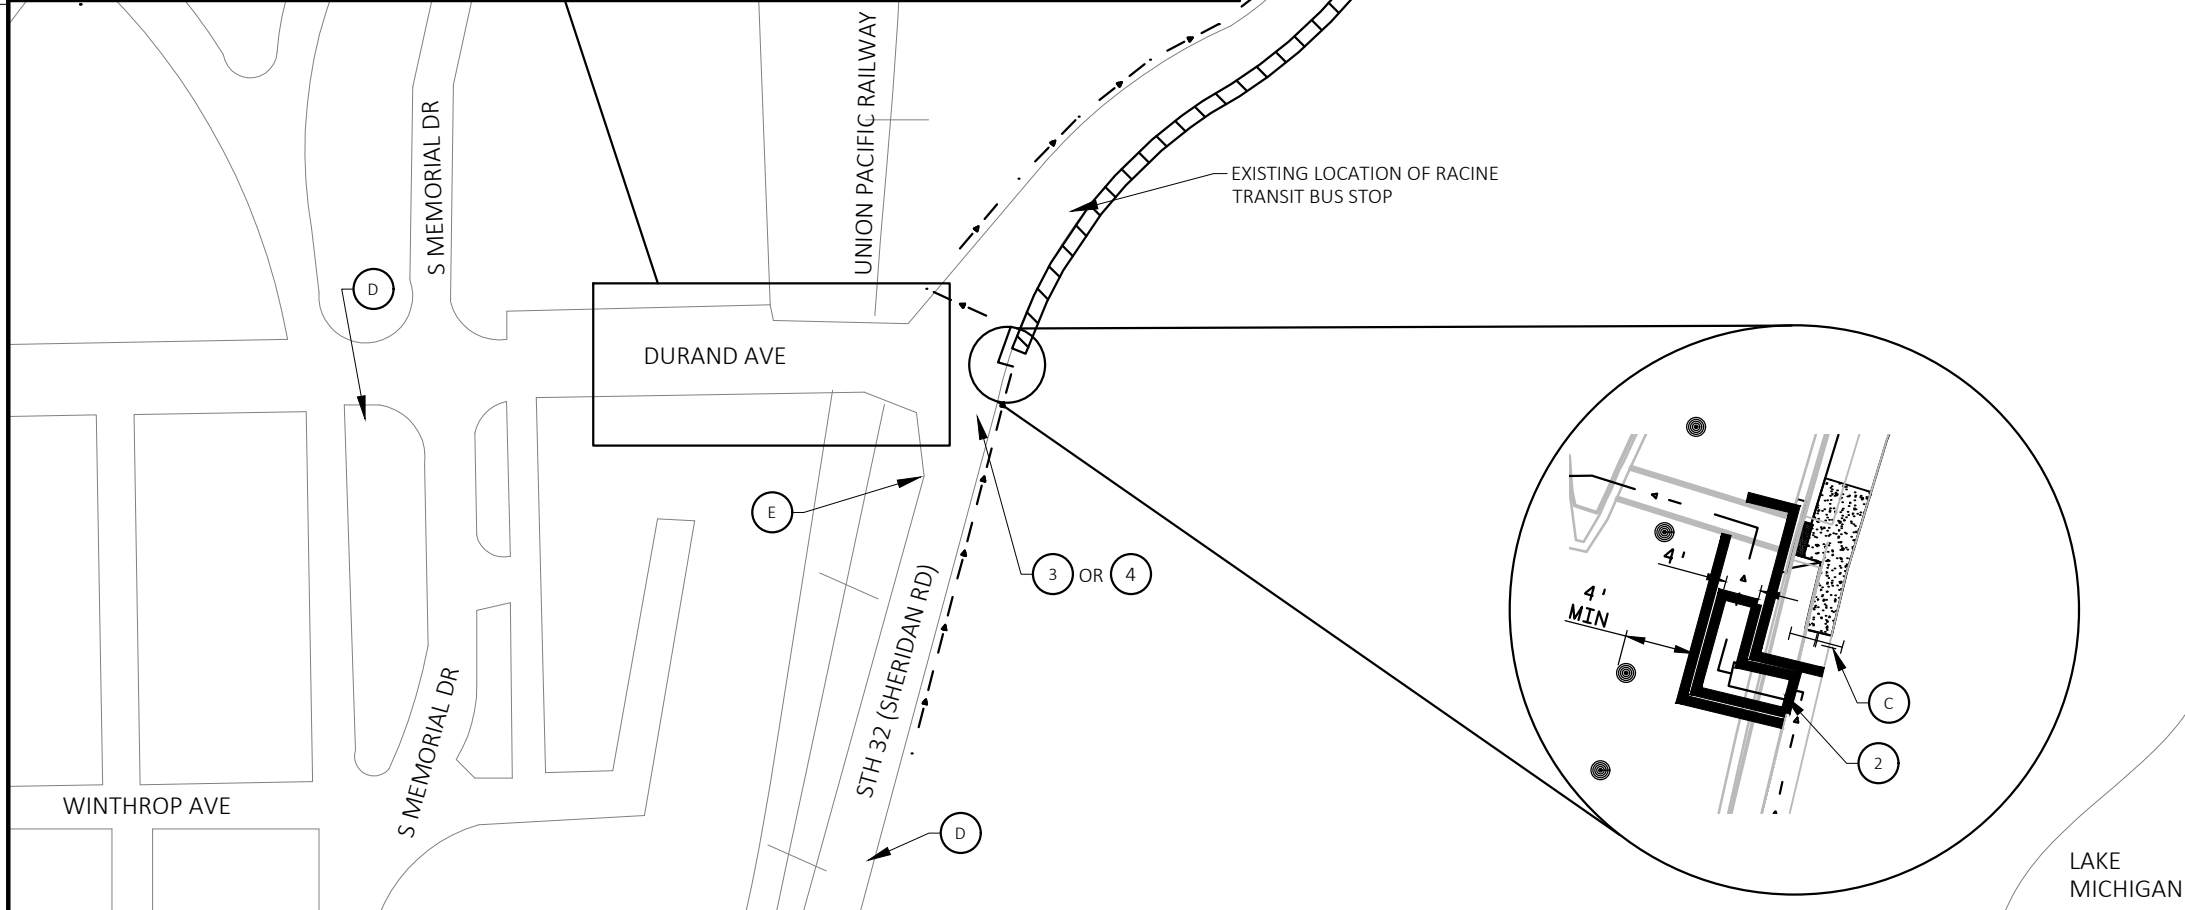 UNION PACIFIC RAILWAY
S MEMORIAL DR
EXISTING LOCATION OF RACINE
TRANSIT BUS STOP
D
DURAND AVE
E
3 OR 4
4'
4'
MIN
C
2
STH 32 (SHERIDAN RD)
S MEMORIAL DR
WINTHROP AVE
D
LAKE
MICHIGAN